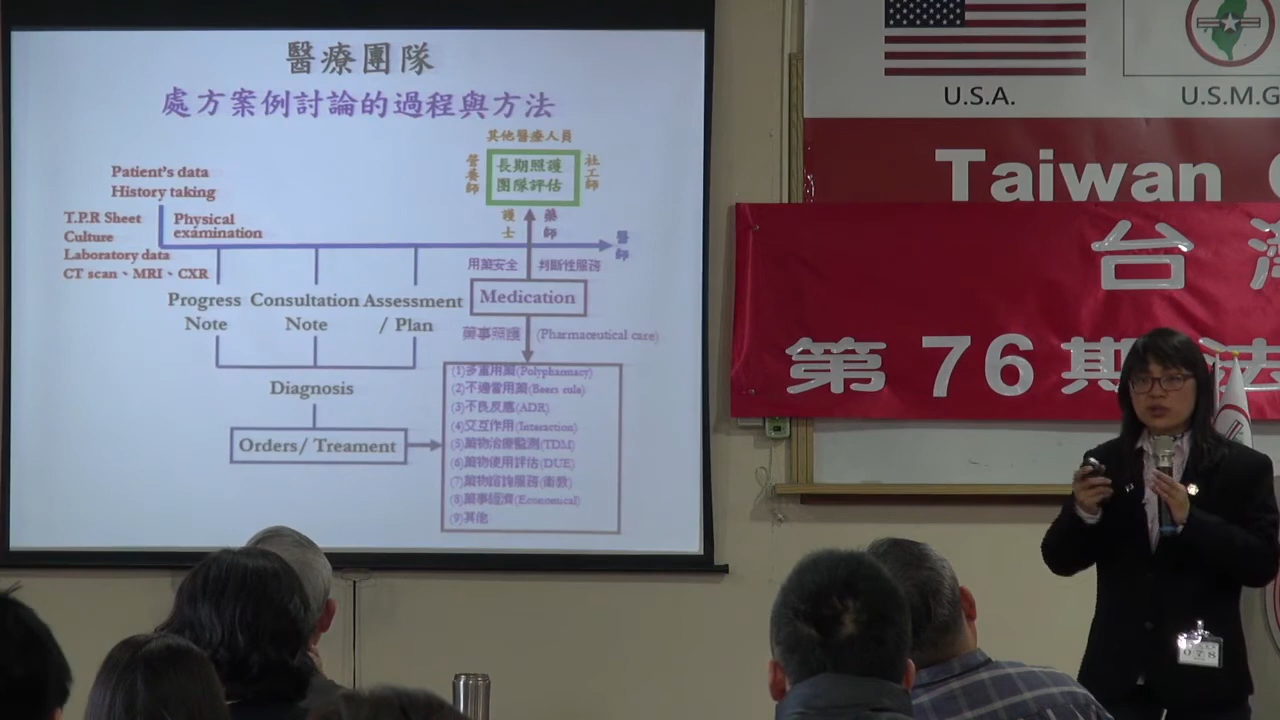 醫療團隊
處方案例討論的過程與方法
其他醫療人員
營養師
長期照護
團隊評估
社工師
護士
藥師
醫師
Patient's data
History taking
T.P.R Sheet
Culture
Laboratory data
CT scan、MRI、CXR
Physical
examination
用藥安全
判斷性服務
Progress
Note
Consultation
Note
Assessment
/ Plan
Medication
藥事照護
(Pharmaceutical care)
Diagnosis
Orders/ Treament
(1)多重用藥(Polypharmacy)
(2)不適當用藥(Beers
(3)不良反應(ADR)
(4)交互作用(Interaction)
(5)藥物治療監測(TDM)
(6)藥物使用評估(DUE)
(7)藥物諮詢服務(衛教)
(8)藥事經濟(Economical)
(9)其他
U.S.A.
U.S.M.G
Taiwan
台
第76期法
078